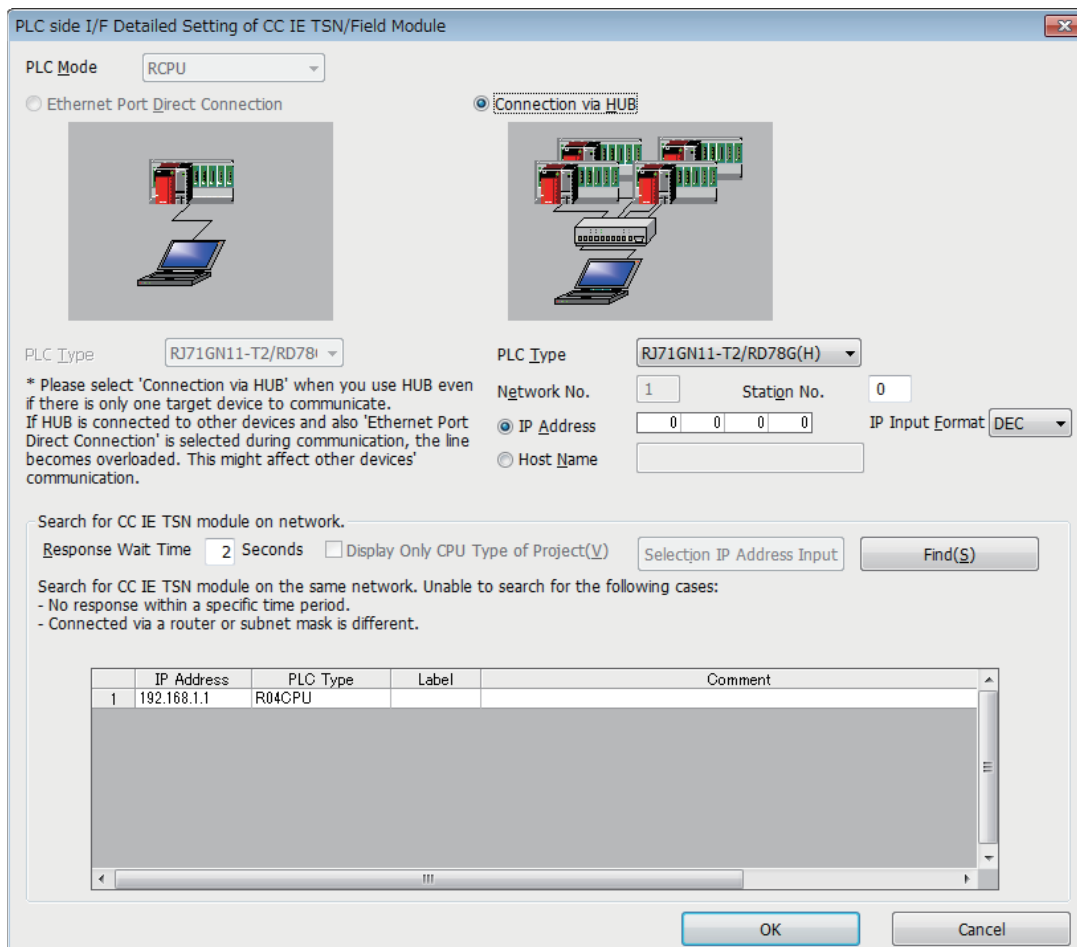 PLC side I/F Detailed Setting of CC IE TSN/Field Module
PLC Mode
RCPU
Ethernet Port Direct Connection
Connection via HUB
PLC Type
RJ71GN11-T2/RD78(
* Please select 'Connection via HUB' when you use HUB even
if there is only one target device to communicate.
If HUB is connected to other devices and also 'Ethernet Port
Direct Connection' is selected during communication, the line
becomes overloaded. This might affect other devices'
communication.
PLC Type
RJ71GN11-T2/RD78G(H)
Network No.
1
Station No.
0
IP Address
0 0 0 0
IP Input Format
DEC
Host Name
Search for CC IE TSN module on network.
Response Wait Time
2
Seconds
Display Only CPU Type of Project(V)
Selection IP Address Input
Find(S)
Search for CC IE TSN module on the same network. Unable to search for the following cases:
- No response within a specific time period.
- Connected via a router or subnet mask is different.
IP Address PLC Type Label Comment
1 192.168.1.1 R04CPU
OK
Cancel